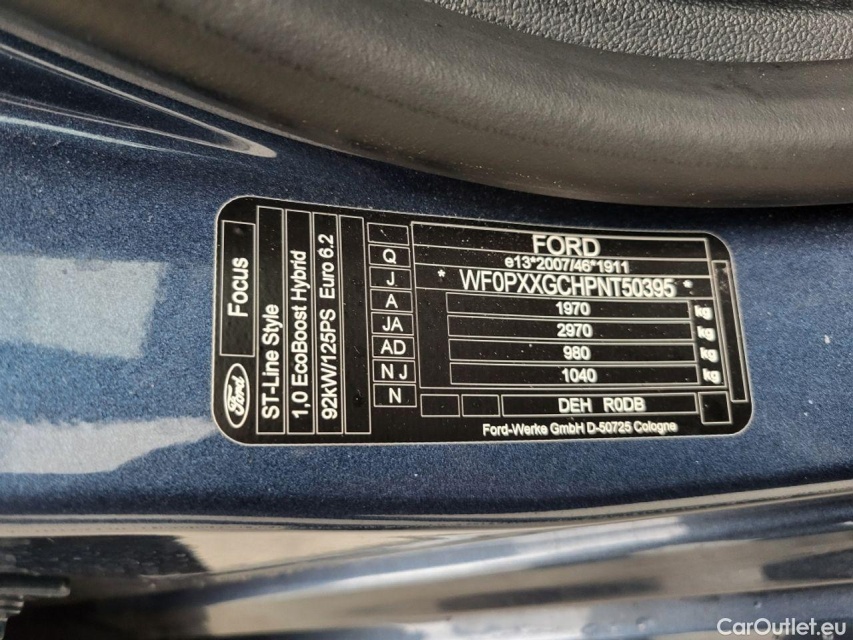 Ford
Focus
ST-Line Style
1,0 EcoBoost Hybrid
92kW/125PS Euro 6.2
Q
J
A
JA
AD
N J
N
FORD
e13*2007/46*1911
* WF0PXXGCHPNT50395 *
1970 kg
2970 kg
980 kg
1040 kg
DEH R0DB
Ford-Werke GmbH D-50725 Cologne
CarOutlet.eu